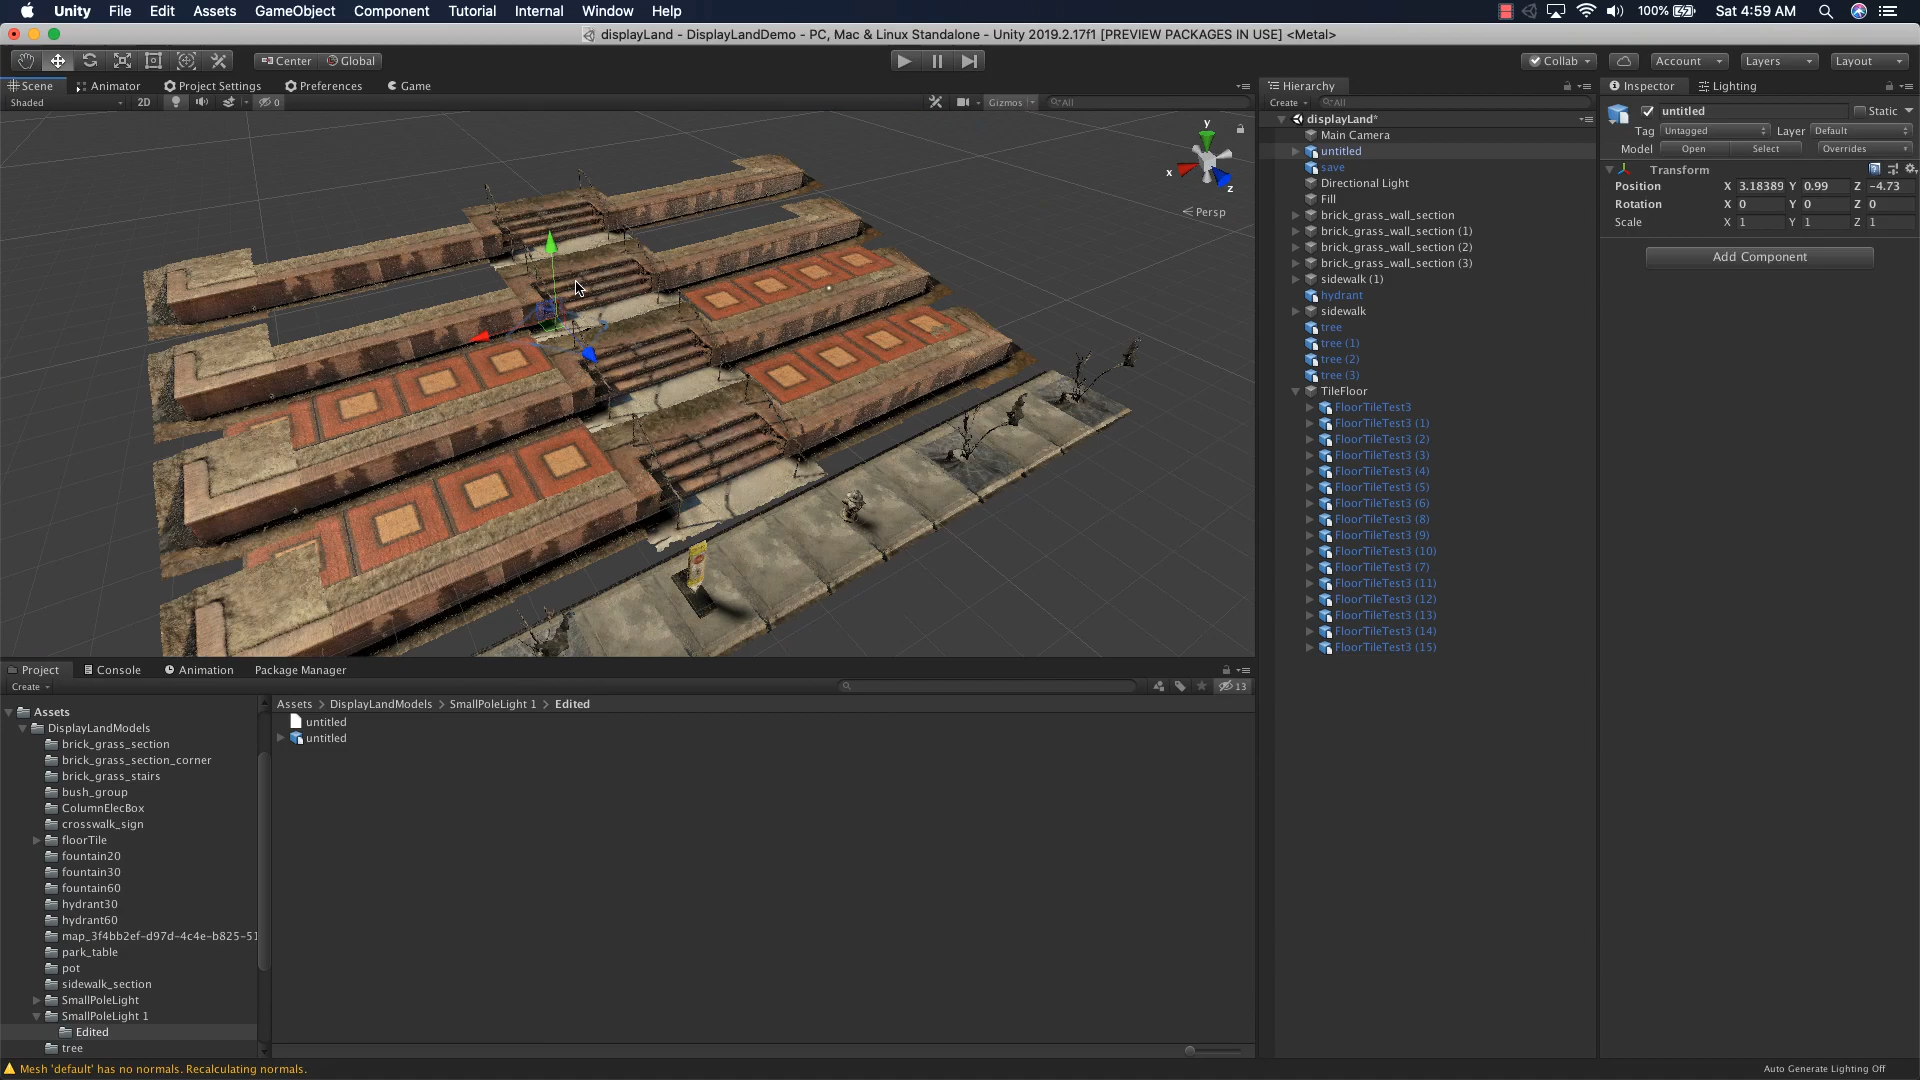 Unity File Edit Assets GameObject Component Tutorial Internal Window Help 100% Sat 4:59 AM
displayLand - DisplayLandDemo - PC, Mac & Linux Standalone - Unity 2019.2.17f1 [PREVIEW PACKAGES IN USE] <Metal>
Center Global Collab Account Layers Layout
Scene Animator Project Settings Preferences Game
Shaded 2D 0 Gizmos All
y
x
z
Persp
Hierarchy
Create All
displayLand*
Main Camera
untitled
save
Directional Light
Fill
brick_grass_wall_section
brick_grass_wall_section (1)
brick_grass_wall_section (2)
brick_grass_wall_section (3)
sidewalk (1)
hydrant
sidewalk
tree
tree (1)
tree (2)
tree (3)
TileFloor
FloorTileTest3
FloorTileTest3 (1)
FloorTileTest3 (2)
FloorTileTest3 (3)
FloorTileTest3 (4)
FloorTileTest3 (5)
FloorTileTest3 (6)
FloorTileTest3 (8)
FloorTileTest3 (9)
FloorTileTest3 (10)
FloorTileTest3 (7)
FloorTileTest3 (11)
FloorTileTest3 (12)
FloorTileTest3 (13)
FloorTileTest3 (14)
FloorTileTest3 (15)
Inspector Lighting
untitled Static
Tag Untagged Layer Default
Model Open Select Overrides
Transform
Position X 3.18389 Y 0.99 Z -4.73
Rotation X 0 Y 0 Z 0
Scale X 1 Y 1 Z 1
Add Component
Project Console Animation Package Manager
Create 13
Assets
DisplayLandModels
brick_grass_section
brick_grass_section_corner
brick_grass_stairs
bush_group
ColumnElecBox
crosswalk_sign
floorTile
fountain20
fountain30
fountain60
hydrant30
hydrant60
map_3f4bb2ef-d97d-4c4e-b825-51
park_table
pot
sidewalk_section
SmallPoleLight
SmallPoleLight 1
Edited
tree
Assets > DisplayLandModels > SmallPoleLight 1 > Edited
untitled
untitled
Mesh 'default' has no normals. Recalculating normals.
Auto Generate Lighting Off